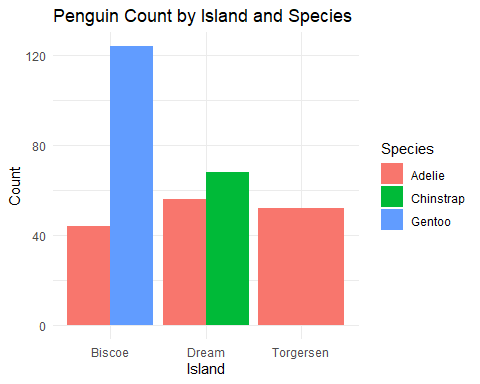 Penguin Count by Island and Species
120
80
40
0
Count
Biscoe
Dream
Torgersen
Island
Species
Adelie
Chinstrap
Gentoo